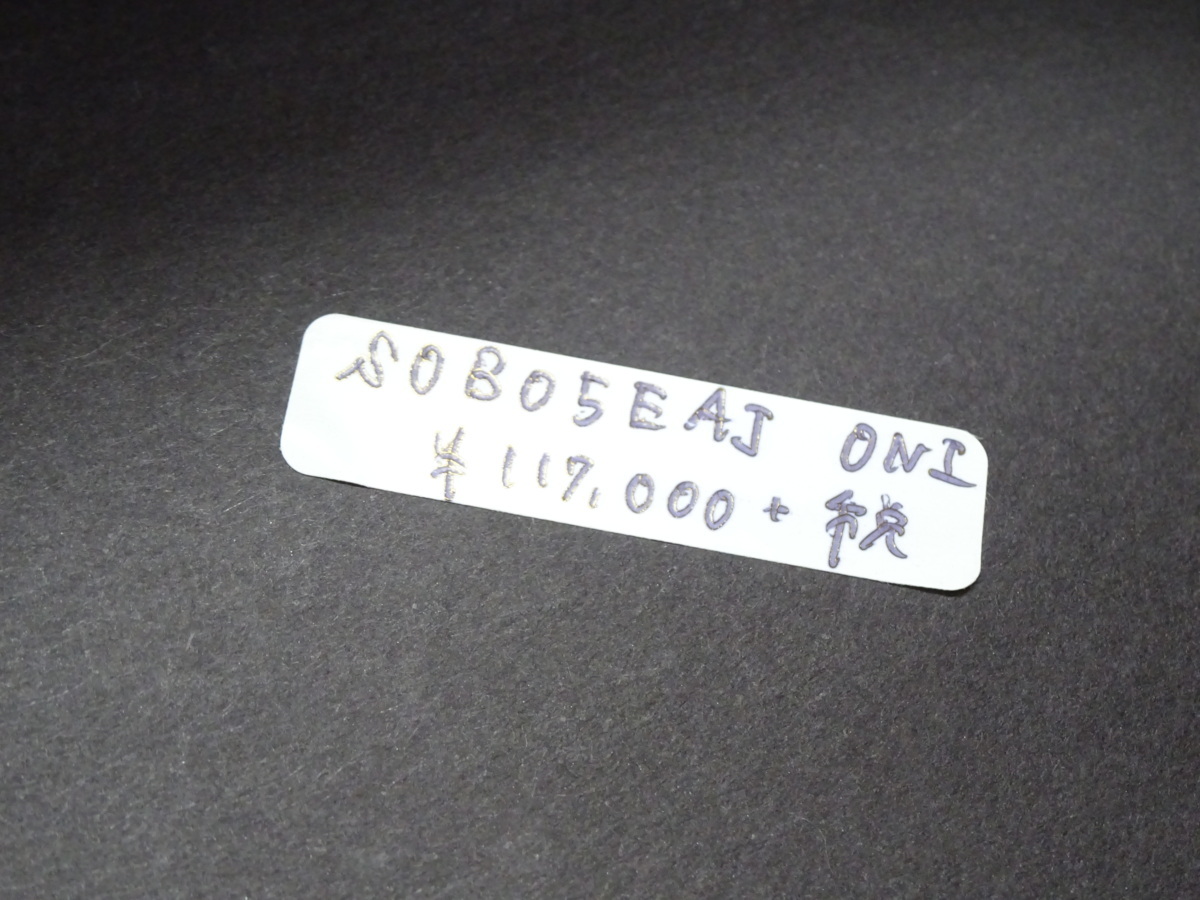 S0805EAJ ONI
¥117,000+税